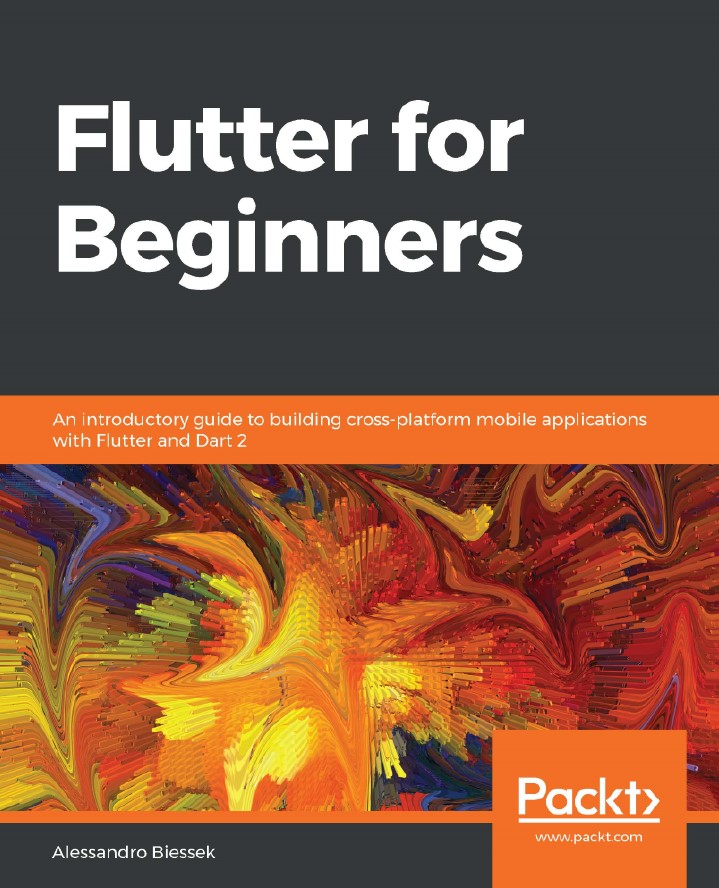 Flutter for
Beginners
An introductory guide to building cross-platform mobile applications
with Flutter and Dart 2
Packt>
www.packt.com
Alessandro Biessek